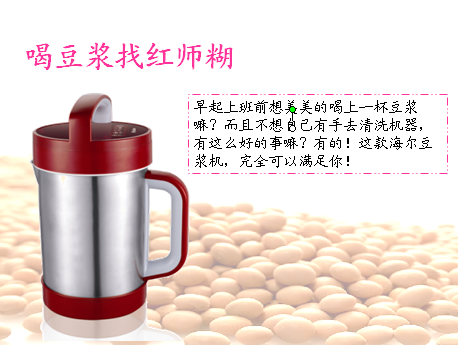 喝豆浆找红师糊
早起上班前想美美的喝上一杯豆浆
嘛？而且不想自己有手去清洗机器，
有这么好的事嘛？有的！这款海尔豆
浆机，完全可以满足你！